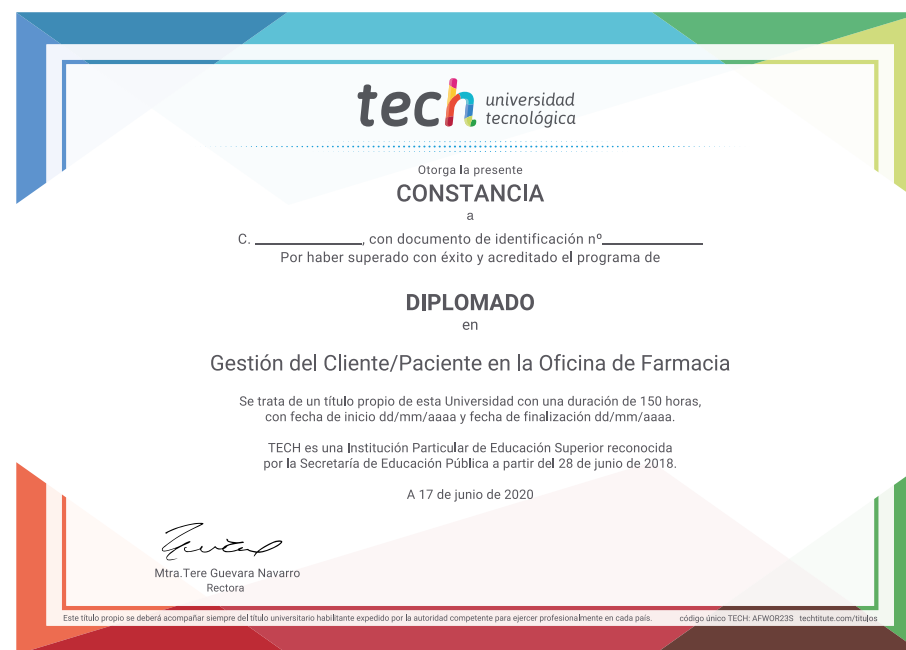 tech universidad
tecnológica
Otorga la presente
CONSTANCIA
a
C. ____________, con documento de identificación nº____________
Por haber superado con éxito y acreditado el programa de
DIPLOMADO
en
Gestión del Cliente/Paciente en la Oficina de Farmacia
Se trata de un título propio de esta Universidad con una duración de 150 horas,
con fecha de inicio dd/mm/aaaa y fecha de finalización dd/mm/aaaa.
TECH es una Institución Particular de Educación Superior reconocida
por la Secretaría de Educación Pública a partir del 28 de junio de 2018.
A 17 de junio de 2020
Mtra.Tere Guevara Navarro
Rectora
Este título propio se deberá acompañar siempre del título universitario habilitante expedido por la autoridad competente para ejercer profesionalmente en cada país. código único TECH: AFWOR23S techtitute.com/titulos